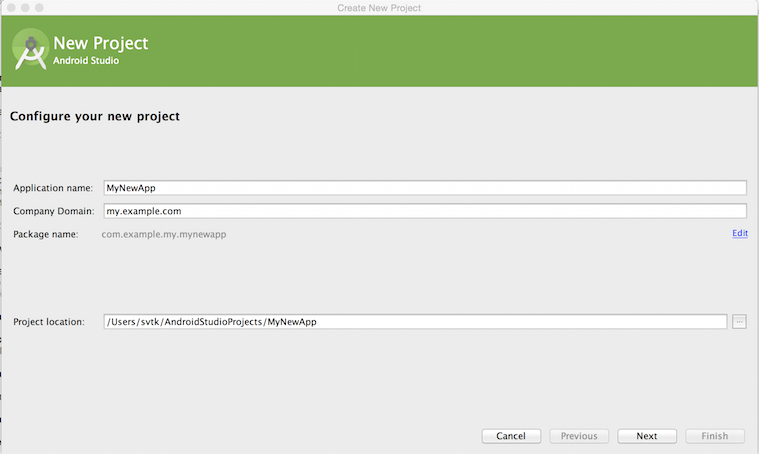 Create New Project
New Project
Android Studio
Configure your new project
Application name: MyNewApp
Company Domain: my.example.com
Package name: com.example.my.mynewapp Edit
Project location: /Users/svtk/AndroidStudioProjects/MyNewApp ...
Cancel Previous Next Finish